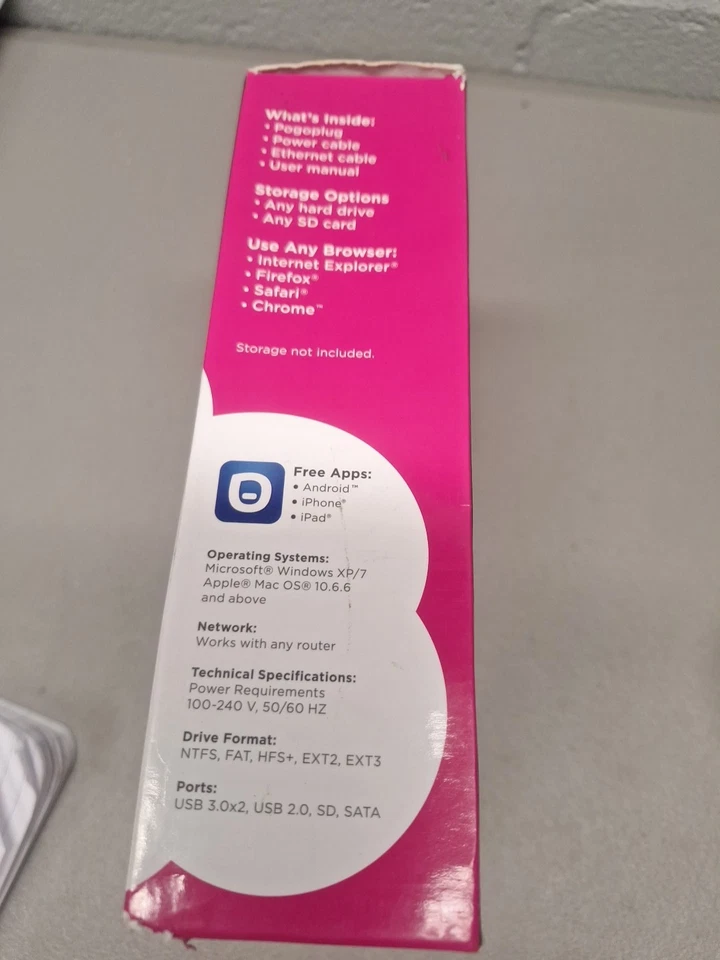 What's Inside:
• Pogoplug
• Power cable
• Ethernet cable
• User manual
Storage Options
• Any hard drive
• Any SD card
Use Any Browser:
• Internet Explorer®
• Firefox®
• Safari®
• Chrome™
Storage not included.
Free Apps:
• Android™
• iPhone®
• iPad®
Operating Systems:
Microsoft® Windows XP/7
Apple® Mac OS® 10.6.6
and above
Network:
Works with any router
Technical Specifications:
Power Requirements
100-240 V, 50/60 HZ
Drive Format:
NTFS, FAT, HFS+, EXT2, EXT3
Ports:
USB 3.0x2, USB 2.0, SD, SATA